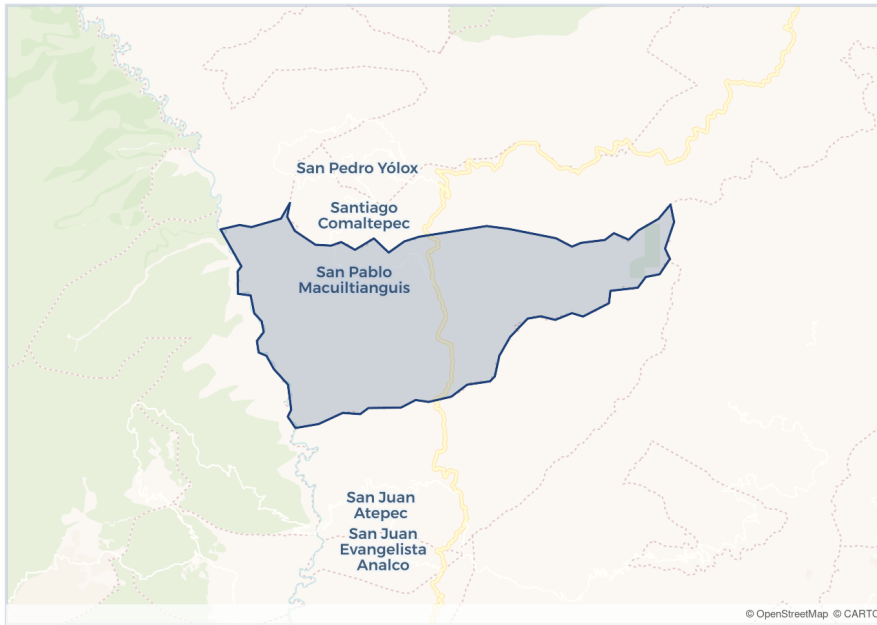 San Pedro Yólox
Santiago
Comaltepec
San Pablo
Macuiltianguis
San Juan
Atepec
San Juan
Evangelista
Analco
© OpenStreetMap © CARTO